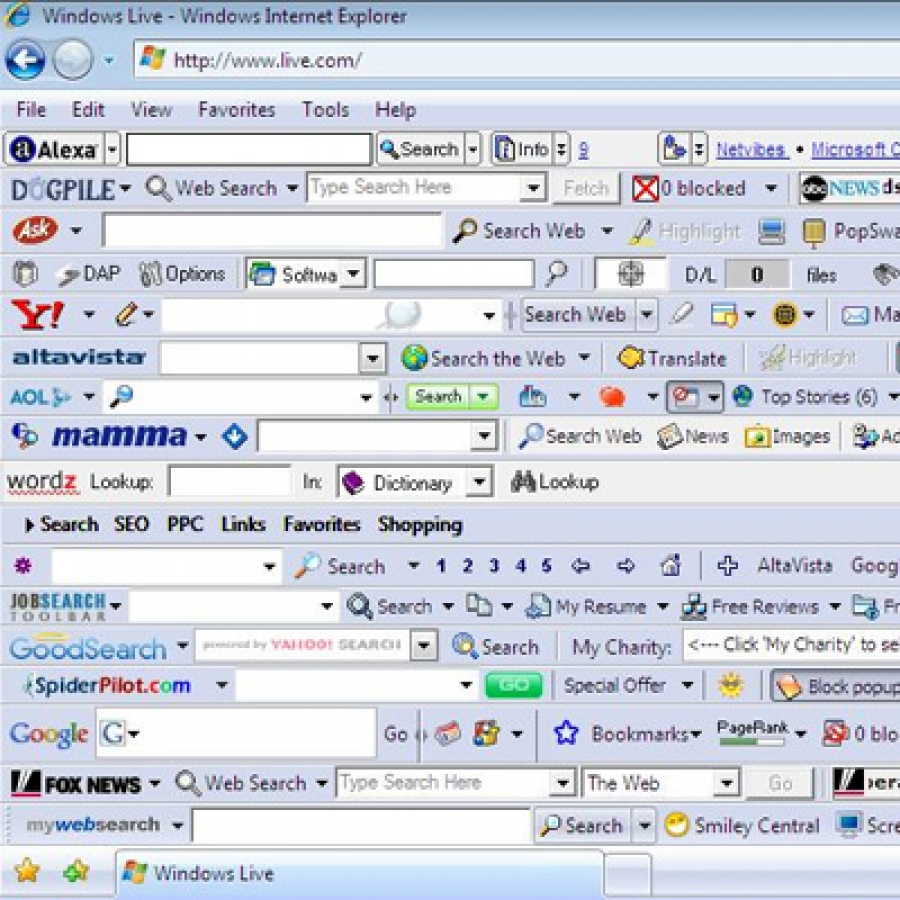 Windows Live - Windows Internet Explorer
http://www.live.com/
File Edit View Favorites Tools Help
Alexa Search Info 9 Netvibes • Microsoft
DOGPILE Web Search Type Search Here Fetch 0 blocked abc NEWS
Ask Search Web Highlight PopSwa
DAP Options Softwa D/L 0 files
Y! Search Web Ma
altavista Search the Web Translate Highlight
AOL Search Top Stories (6)
mamma Search Web News Images Ad
wordz Lookup: In: Dictionary Lookup
Search SEO PPC Links Favorites Shopping
Search 1 2 3 4 5 AltaVista Goog
JOBSEARCH Search My Resume Free Reviews Fr
TOOLBAR
GoodSearch powered by YAHOO! SEARCH Search My Charity: <--- Click 'My Charity' to se
SpiderPilot.com GO Special Offer Block popup
Google G Go Bookmarks PageRank 0 blo
FOX NEWS Web Search Type Search Here The Web Go
mywebsearch Search Smiley Central Scre
Windows Live